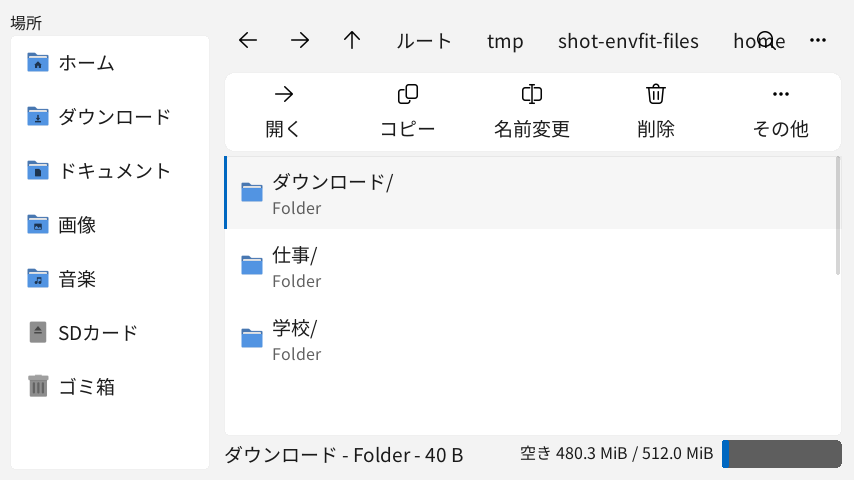 場所
ホーム
ダウンロード
ドキュメント
画像
音楽
SDカード
ゴミ箱
ルート tmp shot-envfit-files home
開く コピー 名前変更 削除 その他
ダウンロード/
Folder
仕事/
Folder
学校/
Folder
ダウンロード - Folder - 40 B 空き 480.3 MiB / 512.0 MiB